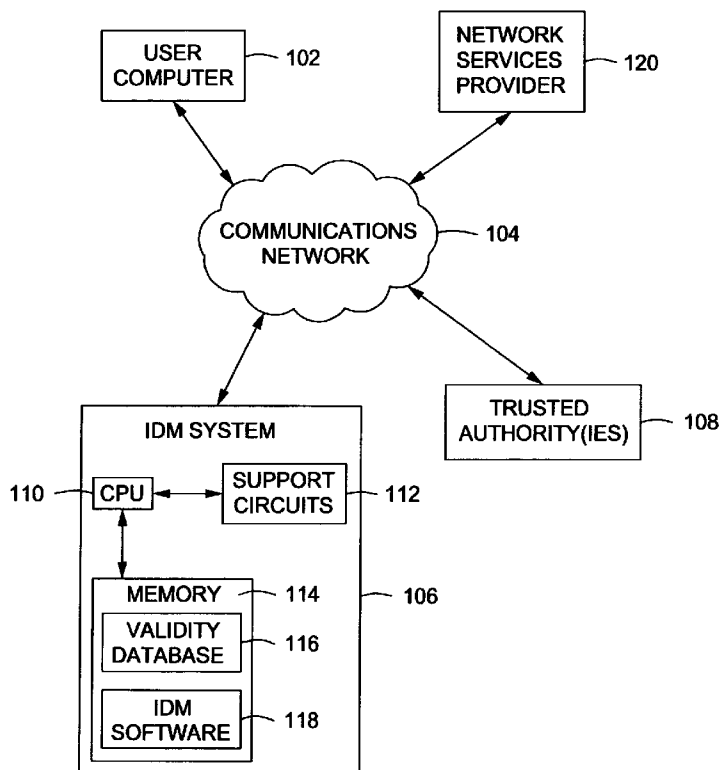 USER
COMPUTER
102
NETWORK
SERVICES
PROVIDER
120
COMMUNICATIONS
NETWORK
104
TRUSTED
AUTHORITY(IES)
108
IDM SYSTEM
110
CPU
SUPPORT
CIRCUITS
112
MEMORY
114
106
VALIDITY
DATABASE
116
IDM
SOFTWARE
118